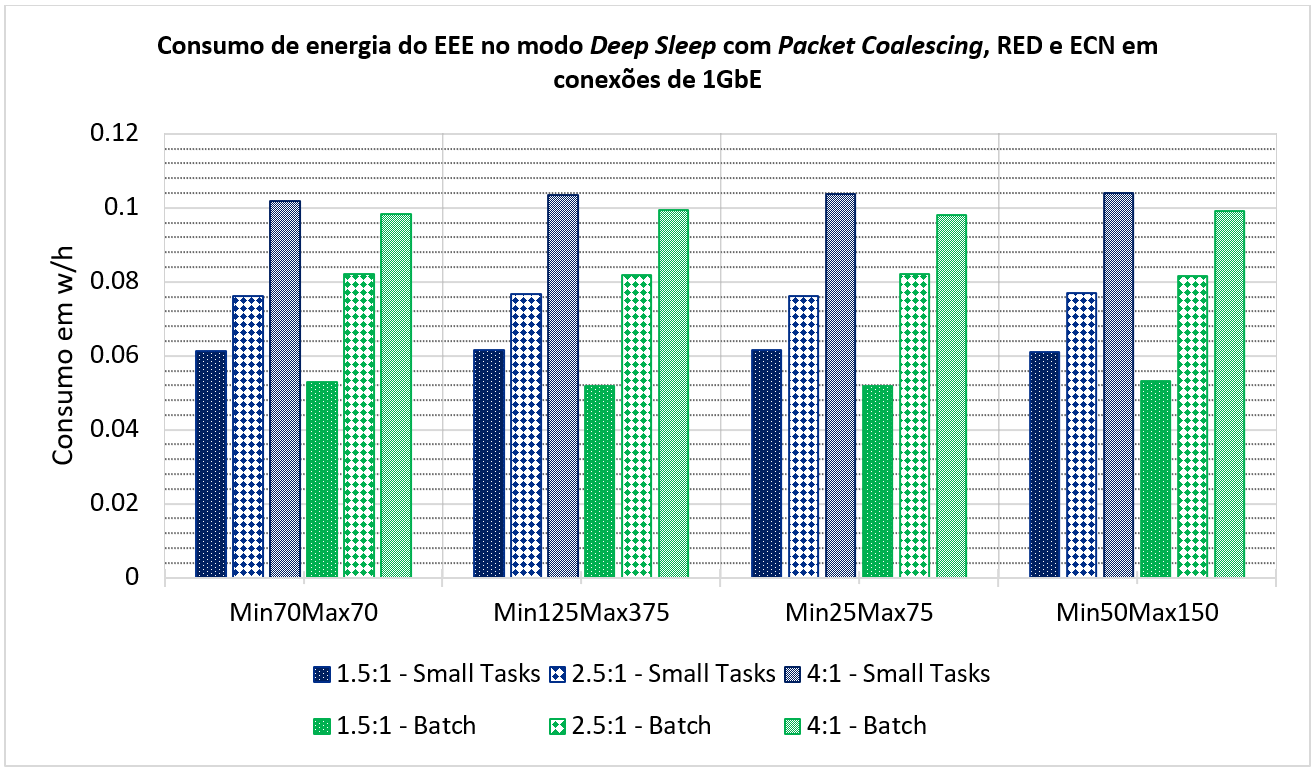 Consumo de energia do EEE no modo Deep Sleep com Packet Coalescing, RED e ECN em
conexões de 1GbE
Consumo em w/h
0.12
0.1
0.08
0.06
0.04
0.02
0
Min70Max70
Min125Max375
Min25Max75
Min50Max150
1.5:1 - Small Tasks
2.5:1 - Small Tasks
4:1 - Small Tasks
1.5:1 - Batch
2.5:1 - Batch
4:1 - Batch